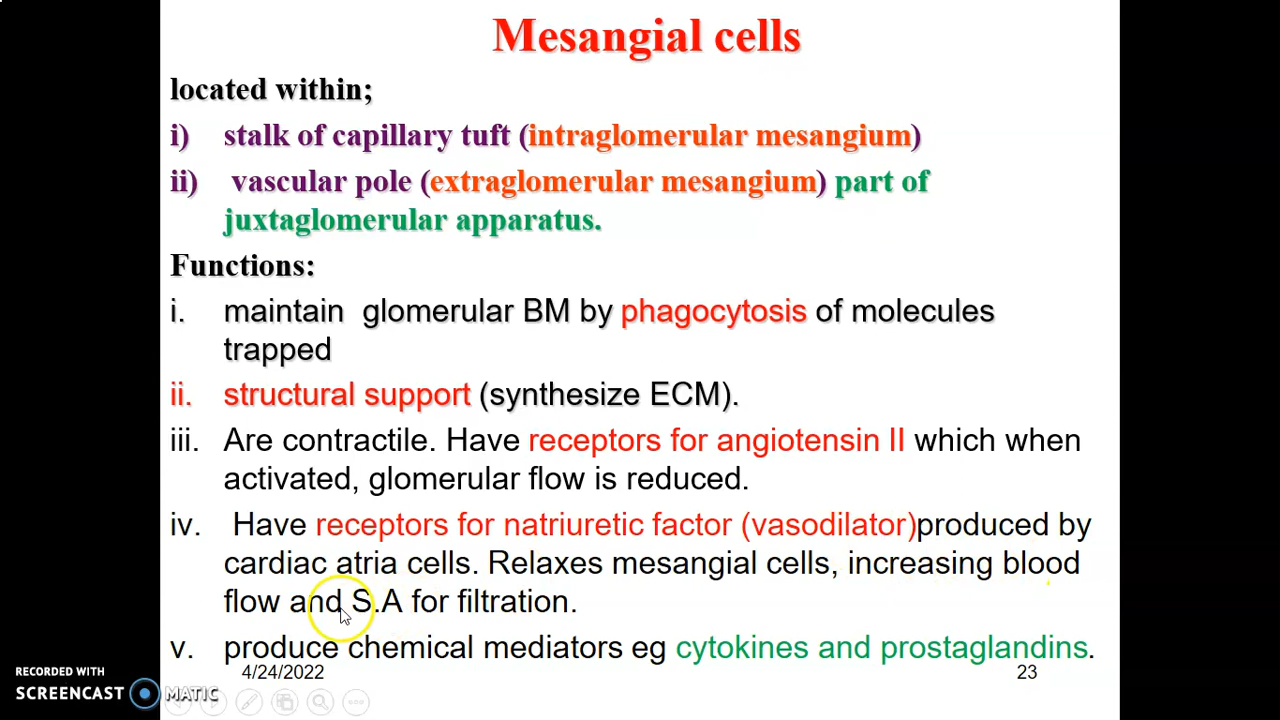 Mesangial cells
located within;
i) stalk of capillary tuft (intraglomerular mesangium)
ii) vascular pole (extraglomerular mesangium) part of
juxtaglomerular apparatus.
Functions:
i. maintain glomerular BM by phagocytosis of molecules
trapped
ii. structural support (synthesize ECM).
iii. Are contractile. Have receptors for angiotensin II which when
activated, glomerular flow is reduced.
iv. Have receptors for natriuretic factor (vasodilator)produced by
cardiac atria cells. Relaxes mesangial cells, increasing blood
flow and S.A for filtration.
v. produce chemical mediators eg cytokines and prostaglandins.
4/24/2022
23
RECORDED WITH
SCREENCAST MATIC